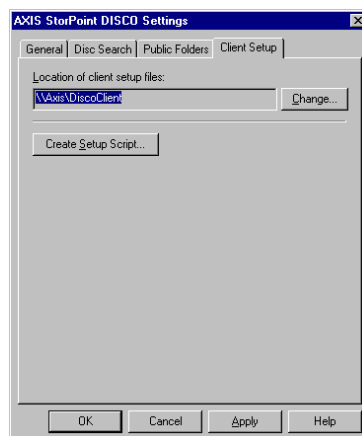 AXIS StorPoint DISCO Settings
General Disc Search Public Folders Client Setup
Location of client setup files:
\\Axis\DiscoClient Change...
Create Setup Script...
OK Cancel Apply Help